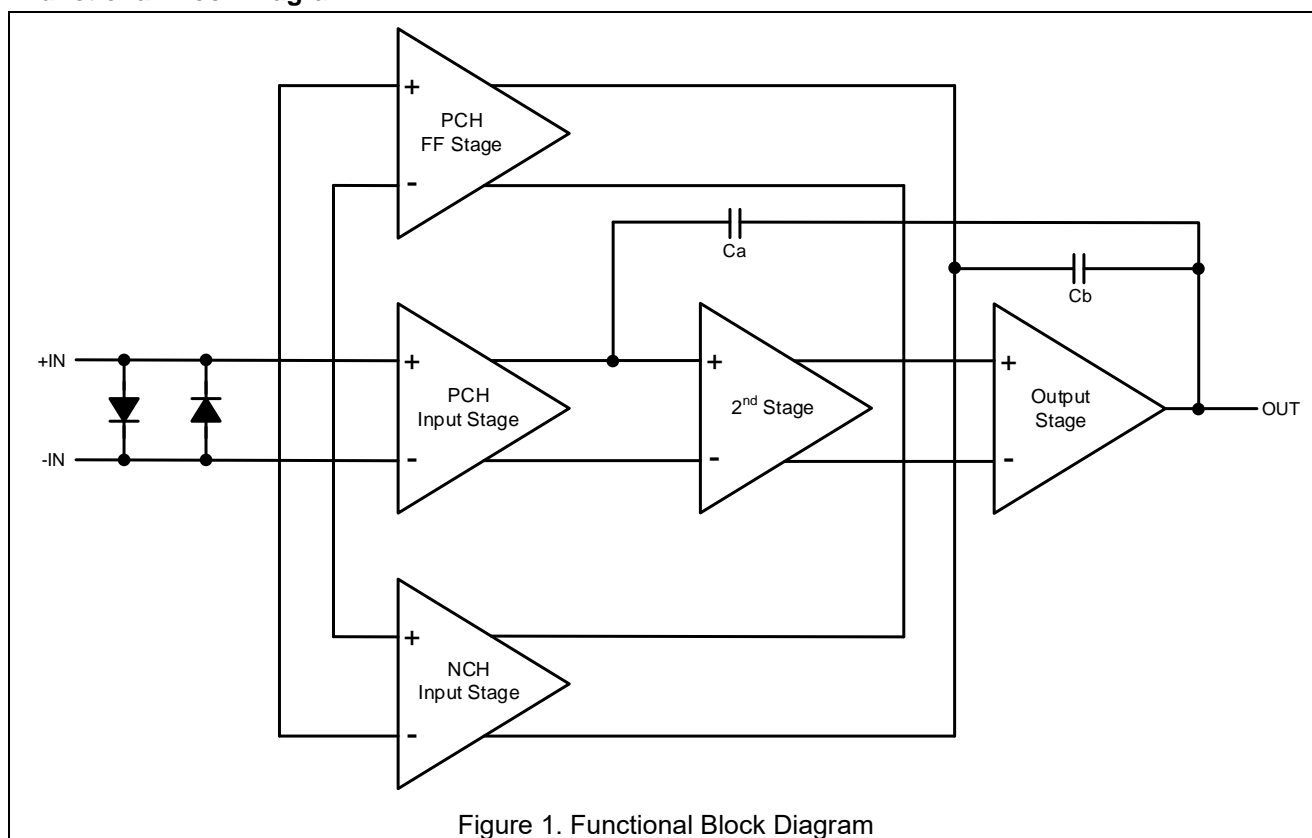 +
PCH
FF Stage
-
Ca
Cb
+IN
-IN
+
PCH
Input Stage
-
+
2nd Stage
-
+
Output
Stage
-
OUT
+
NCH
Input Stage
-
Figure 1. Functional Block Diagram